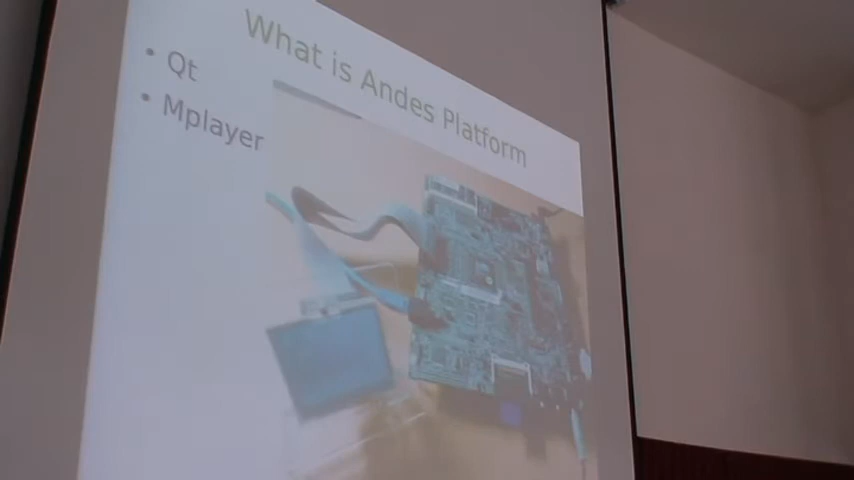 What is Andes Platform
• Qt
• Mplayer